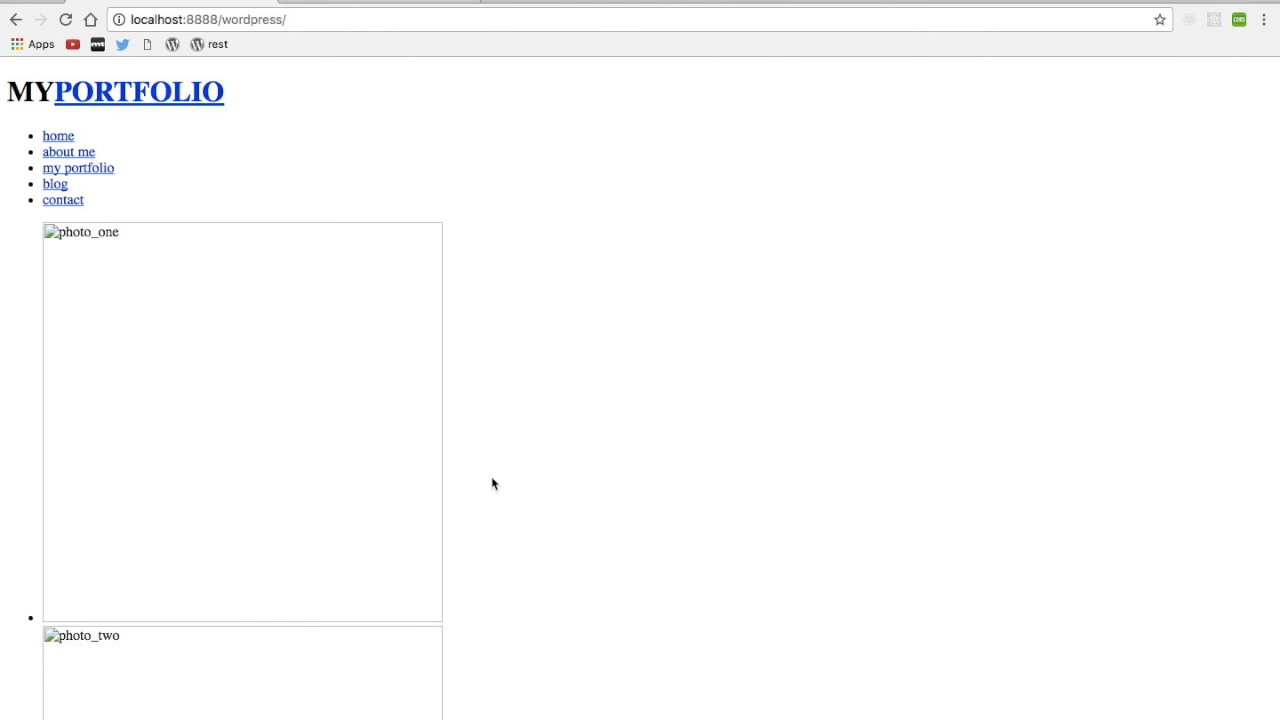 localhost:8888/wordpress/
Apps
rest
MYPORTFOLIO
home
about me
my portfolio
blog
contact
photo_one
photo_two